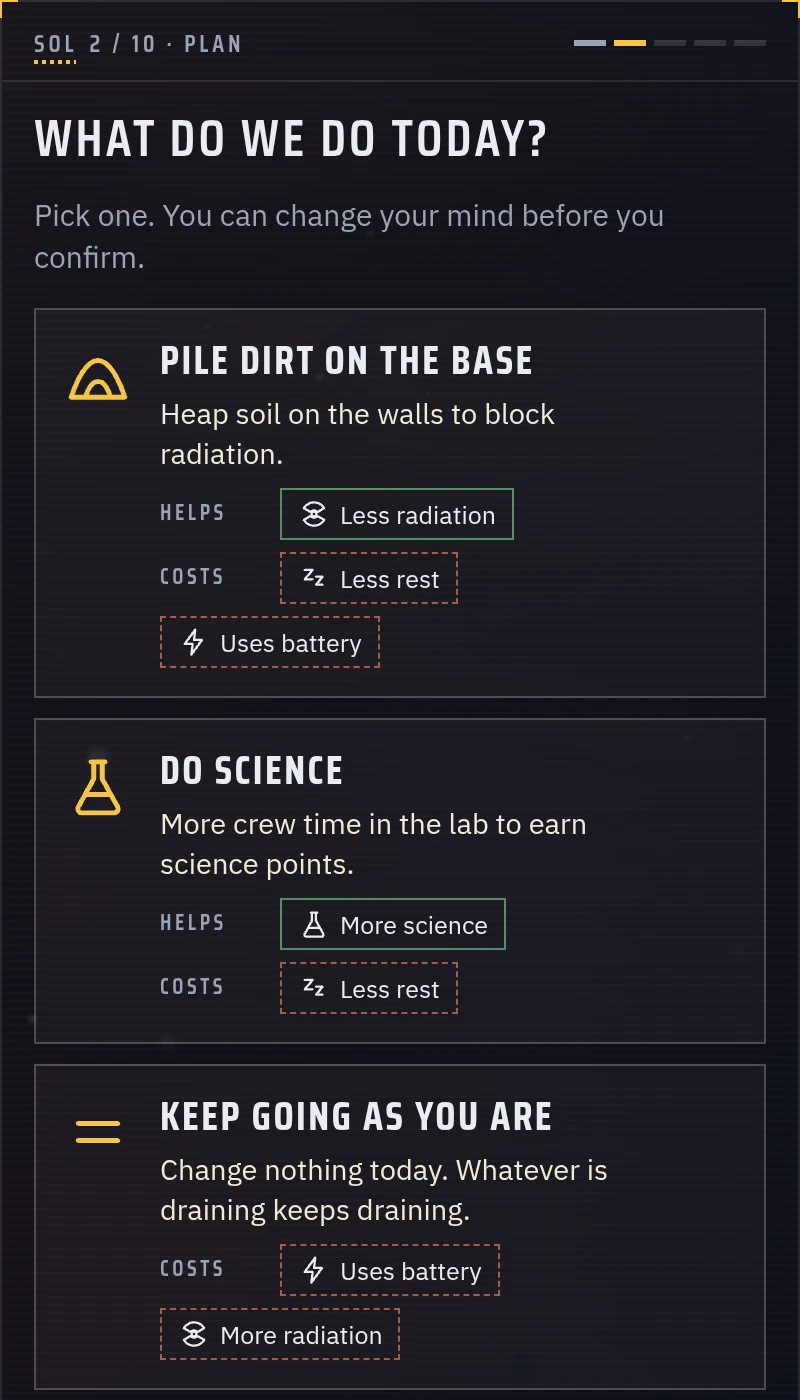 SOL 2 / 10 · PLAN
WHAT DO WE DO TODAY?
Pick one. You can change your mind before you
confirm.
PILE DIRT ON THE BASE
Heap soil on the walls to block
radiation.
HELPS Less radiation
COSTS Less rest
Uses battery
DO SCIENCE
More crew time in the lab to earn
science points.
HELPS More science
COSTS Less rest
KEEP GOING AS YOU ARE
Change nothing today. Whatever is
draining keeps draining.
COSTS Uses battery
More radiation